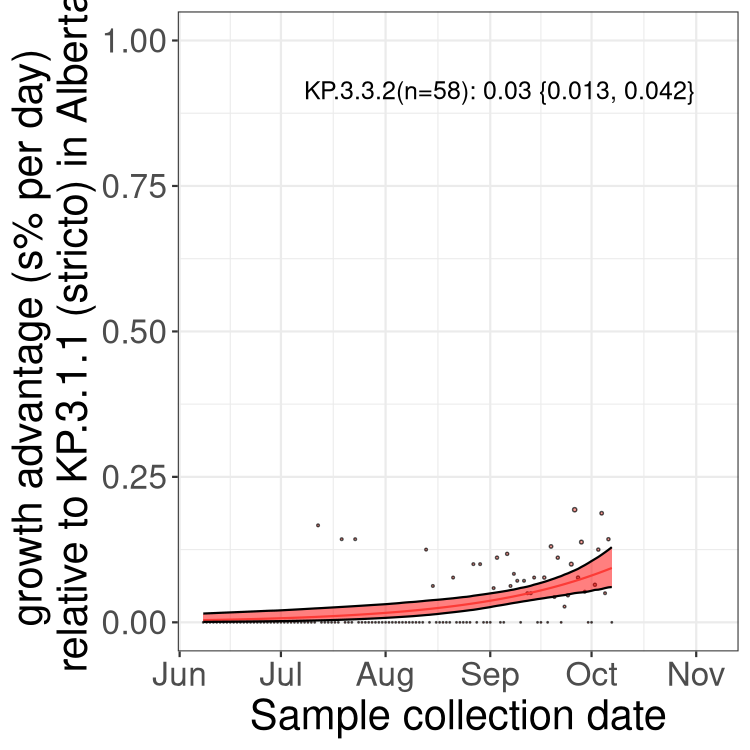 growth advantage (s% per day)
relative to KP.3.1.1 (stricto) in Alberta
1.00
0.75
0.50
0.25
0.00
KP.3.3.2(n=58): 0.03 {0.013, 0.042}
Jun Jul Aug Sep Oct Nov
Sample collection date